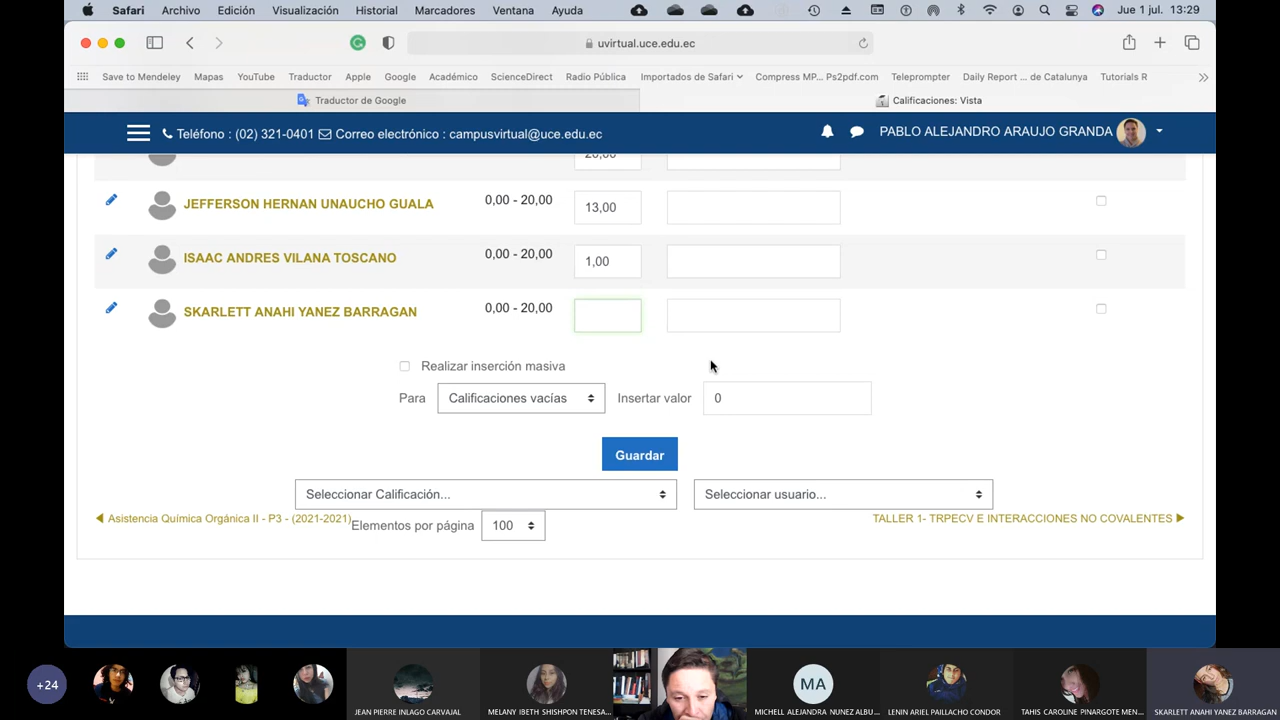 Safari Archivo Edición Visualización Historial Marcadores Ventana Ayuda Jue 1 jul. 13:29
uvirtual.uce.edu.ec
Save to Mendeley Mapas YouTube Traductor Apple Google Académico ScienceDirect Radio Pública Importados de Safari Compress MP... Ps2pdf.com Teleprompter Daily Report ... de Catalunya Tutorials R
Traductor de Google Calificaciones: Vista
Teléfono : (02) 321-0401 Correo electrónico : campusvirtual@uce.edu.ec PABLO ALEJANDRO ARAUJO GRANDA
20,00
JEFFERSON HERNAN UNAUCHO GUALA 0,00 - 20,00 13,00
ISAAC ANDRES VILANA TOSCANO 0,00 - 20,00 1,00
SKARLETT ANAHI YANEZ BARRAGAN 0,00 - 20,00
Realizar inserción masiva
Para Calificaciones vacías Insertar valor 0
Guardar
Seleccionar Calificación... Seleccionar usuario...
Asistencia Química Orgánica II - P3 - (2021-2021) Elementos por página 100 TALLER 1- TRPECV E INTERACCIONES NO COVALENTES
+24 MA
JEAN PIERRE INLAGO CARVAJAL MELANY IBETH SHISHPON TENESA... MICHELL ALEJANDRA NUNEZ ALBU... LENIN ARIEL PAILLACHO CONDOR TAHIS CAROLINE PINARGOTE MEN... SKARLETT ANAHI YANEZ BARRAGAN